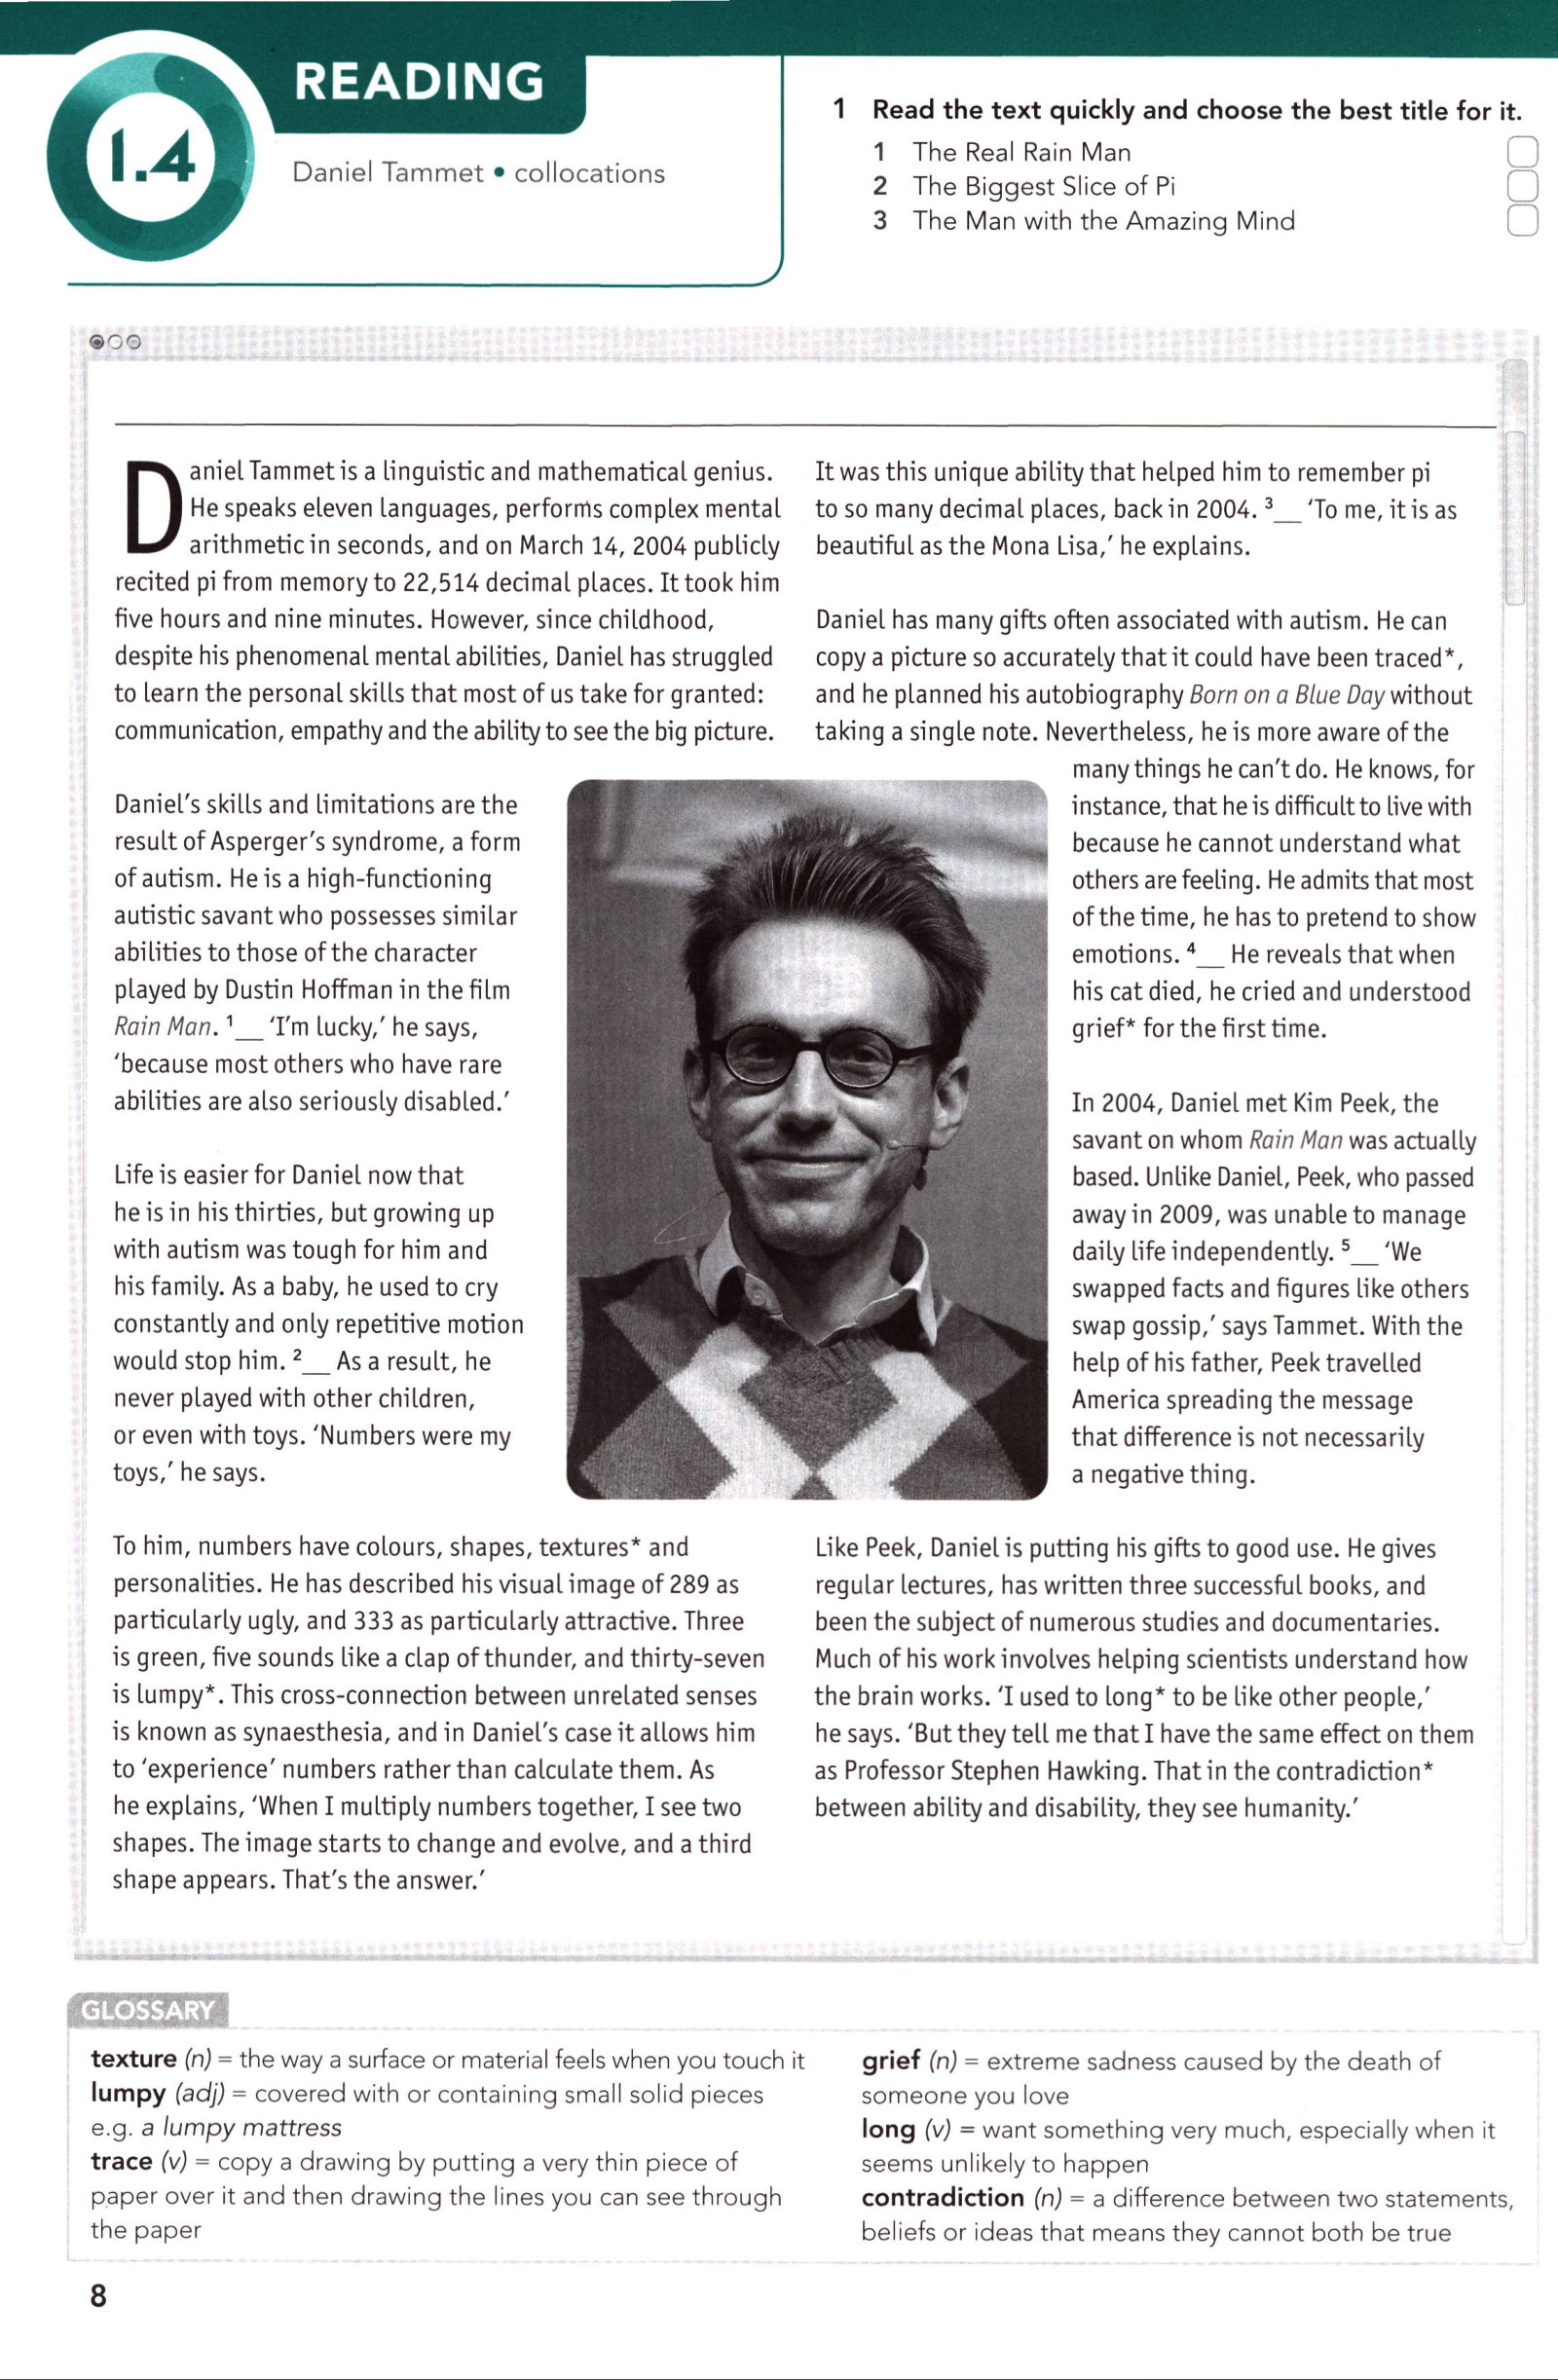 READING
1.4
Daniel Tammet • collocations
1 Read the text quickly and choose the best title for it.
1 The Real Rain Man
2 The Biggest Slice of Pi
3 The Man with the Amazing Mind
Daniel Tammet is a linguistic and mathematical genius.
He speaks eleven languages, performs complex mental
arithmetic in seconds, and on March 14, 2004 publicly
recited pi from memory to 22,514 decimal places. It took him
five hours and nine minutes. However, since childhood,
despite his phenomenal mental abilities, Daniel has struggled
to learn the personal skills that most of us take for granted:
communication, empathy and the ability to see the big picture.
Daniel's skills and limitations are the
result of Asperger's syndrome, a form
of autism. He is a high-functioning
autistic savant who possesses similar
abilities to those of the character
played by Dustin Hoffman in the film
Rain Man. ¹__ 'I'm lucky,' he says,
'because most others who have rare
abilities are also seriously disabled.'
Life is easier for Daniel now that
he is in his thirties, but growing up
with autism was tough for him and
his family. As a baby, he used to cry
constantly and only repetitive motion
would stop him. ²__ As a result, he
never played with other children,
or even with toys. 'Numbers were my
toys,' he says.
To him, numbers have colours, shapes, textures* and
personalities. He has described his visual image of 289 as
particularly ugly, and 333 as particularly attractive. Three
is green, five sounds like a clap of thunder, and thirty-seven
is lumpy*. This cross-connection between unrelated senses
is known as synaesthesia, and in Daniel's case it allows him
to 'experience' numbers rather than calculate them. As
he explains, 'When I multiply numbers together, I see two
shapes. The image starts to change and evolve, and a third
shape appears. That's the answer.'
It was this unique ability that helped him to remember pi
to so many decimal places, back in 2004. ³__ 'To me, it is as
beautiful as the Mona Lisa,' he explains.
Daniel has many gifts often associated with autism. He can
copy a picture so accurately that it could have been traced*,
and he planned his autobiography Born on a Blue Day without
taking a single note. Nevertheless, he is more aware of the
many things he can't do. He knows, for
instance, that he is difficult to live with
because he cannot understand what
others are feeling. He admits that most
of the time, he has to pretend to show
emotions. ⁴__ He reveals that when
his cat died, he cried and understood
grief* for the first time.
In 2004, Daniel met Kim Peek, the
savant on whom Rain Man was actually
based. Unlike Daniel, Peek, who passed
away in 2009, was unable to manage
daily life independently. ⁵__ 'We
swapped facts and figures like others
swap gossip,' says Tammet. With the
help of his father, Peek travelled
America spreading the message
that difference is not necessarily
a negative thing.
Like Peek, Daniel is putting his gifts to good use. He gives
regular lectures, has written three successful books, and
been the subject of numerous studies and documentaries.
Much of his work involves helping scientists understand how
the brain works. 'I used to long* to be like other people,'
he says. 'But they tell me that I have the same effect on them
as Professor Stephen Hawking. That in the contradiction*
between ability and disability, they see humanity.'
GLOSSARY
texture (n) = the way a surface or material feels when you touch it
lumpy (adj) = covered with or containing small solid pieces
e.g. a lumpy mattress
trace (v) = copy a drawing by putting a very thin piece of
paper over it and then drawing the lines you can see through
the paper
grief (n) = extreme sadness caused by the death of
someone you love
long (v) = want something very much, especially when it
seems unlikely to happen
contradiction (n) = a difference between two statements,
beliefs or ideas that means they cannot both be true
8